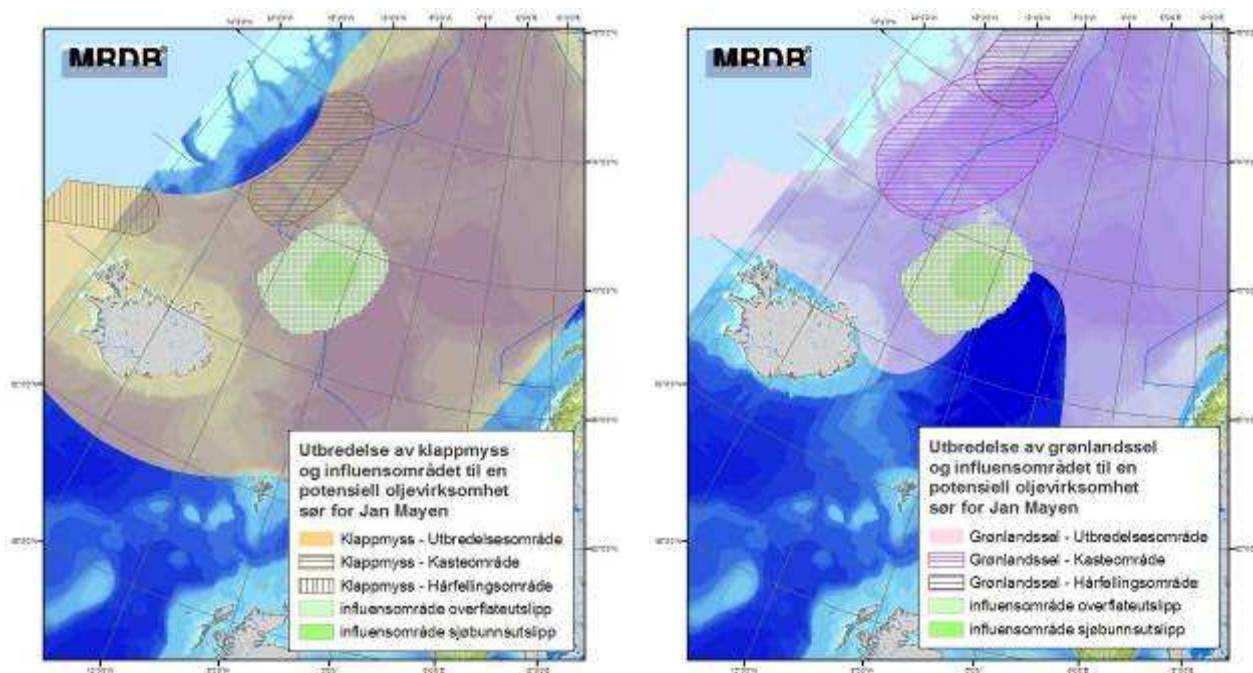 MRDB®
Utbredelse av klappmyss
og influensområdet til en
potensiell oljevirksomhet
sør for Jan Mayen
Klappmyss - Utbredelsesområde
Klappmyss - Kasteområde
Klappmyss - Hårfellingsområde
influensområde overflateutslipp
influensområde sjøbunnsutslipp
MRDB®
Utbredelse av grønlandssel
og influensområdet til en
potensiell oljevirksomhet
sør for Jan Mayen
Grønlandssel - Utbredelsesområde
Grønlandssel - Kasteområde
Grønlandssel - Hårfellingsområde
influensområde overflateutslipp
influensområde sjøbunnsutslipp